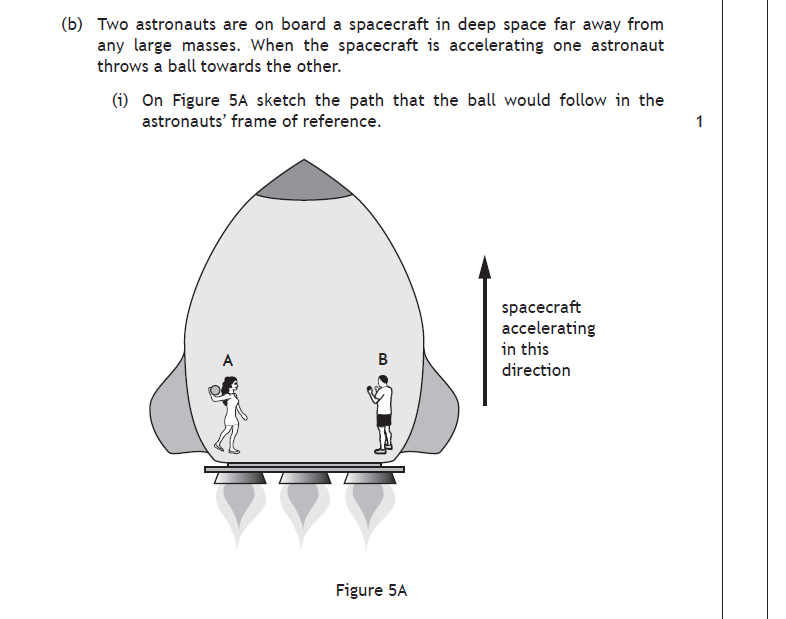 (b) Two astronauts are on board a spacecraft in deep space far away from
any large masses. When the spacecraft is accelerating one astronaut
throws a ball towards the other.
(i) On Figure 5A sketch the path that the ball would follow in the
astronauts’ frame of reference.
1
spacecraft
accelerating
in this
direction
A
B
Figure 5A